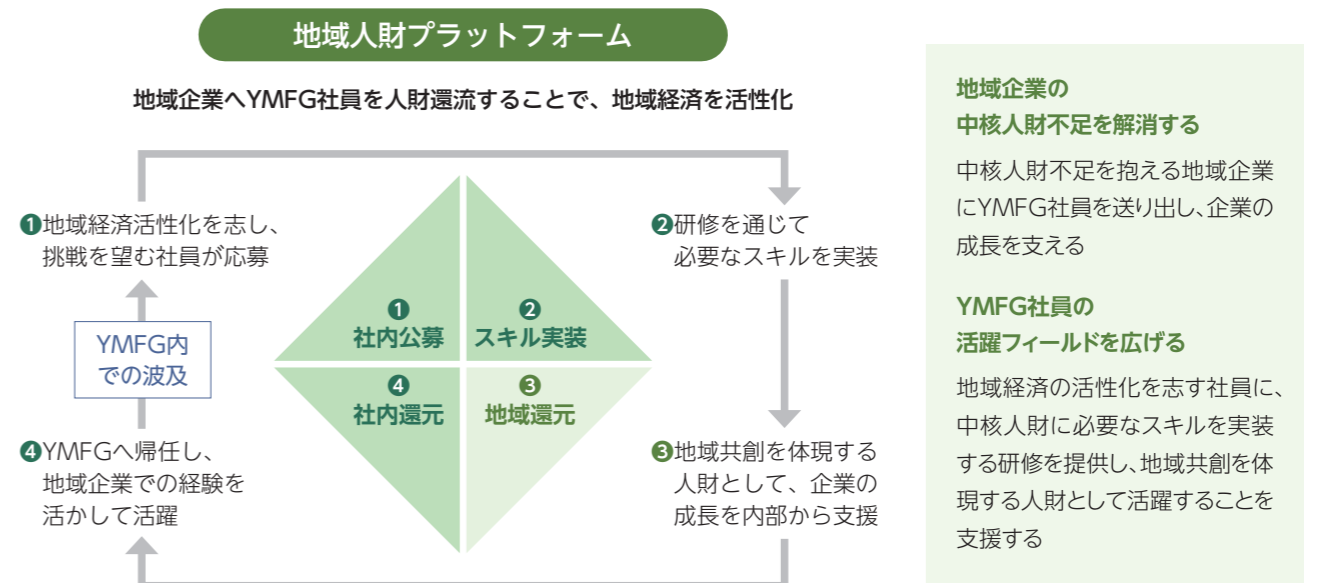 地域人財プラットフォーム
地域企業へYMFG社員を人財還流することで、地域経済を活性化
❶地域経済活性化を志し、
挑戦を望む社員が応募
❷研修を通じて
必要なスキルを実装
❶
社内公募
❷
スキル実装
YMFG内
での波及
❹
社内還元
❸
地域還元
❹YMFGへ帰任し、
地域企業での経験を
活かして活躍
❸地域共創を体現する
人財として、企業の
成長を内部から支援
地域企業の
中核人財不足を解消する
中核人財不足を抱える地域企業
にYMFG社員を送り出し、企業の
成長を支える
YMFG社員の
活躍フィールドを広げる
地域経済の活性化を志す社員に、
中核人財に必要なスキルを実装
する研修を提供し、地域共創を体
現する人財として活躍することを
支援する